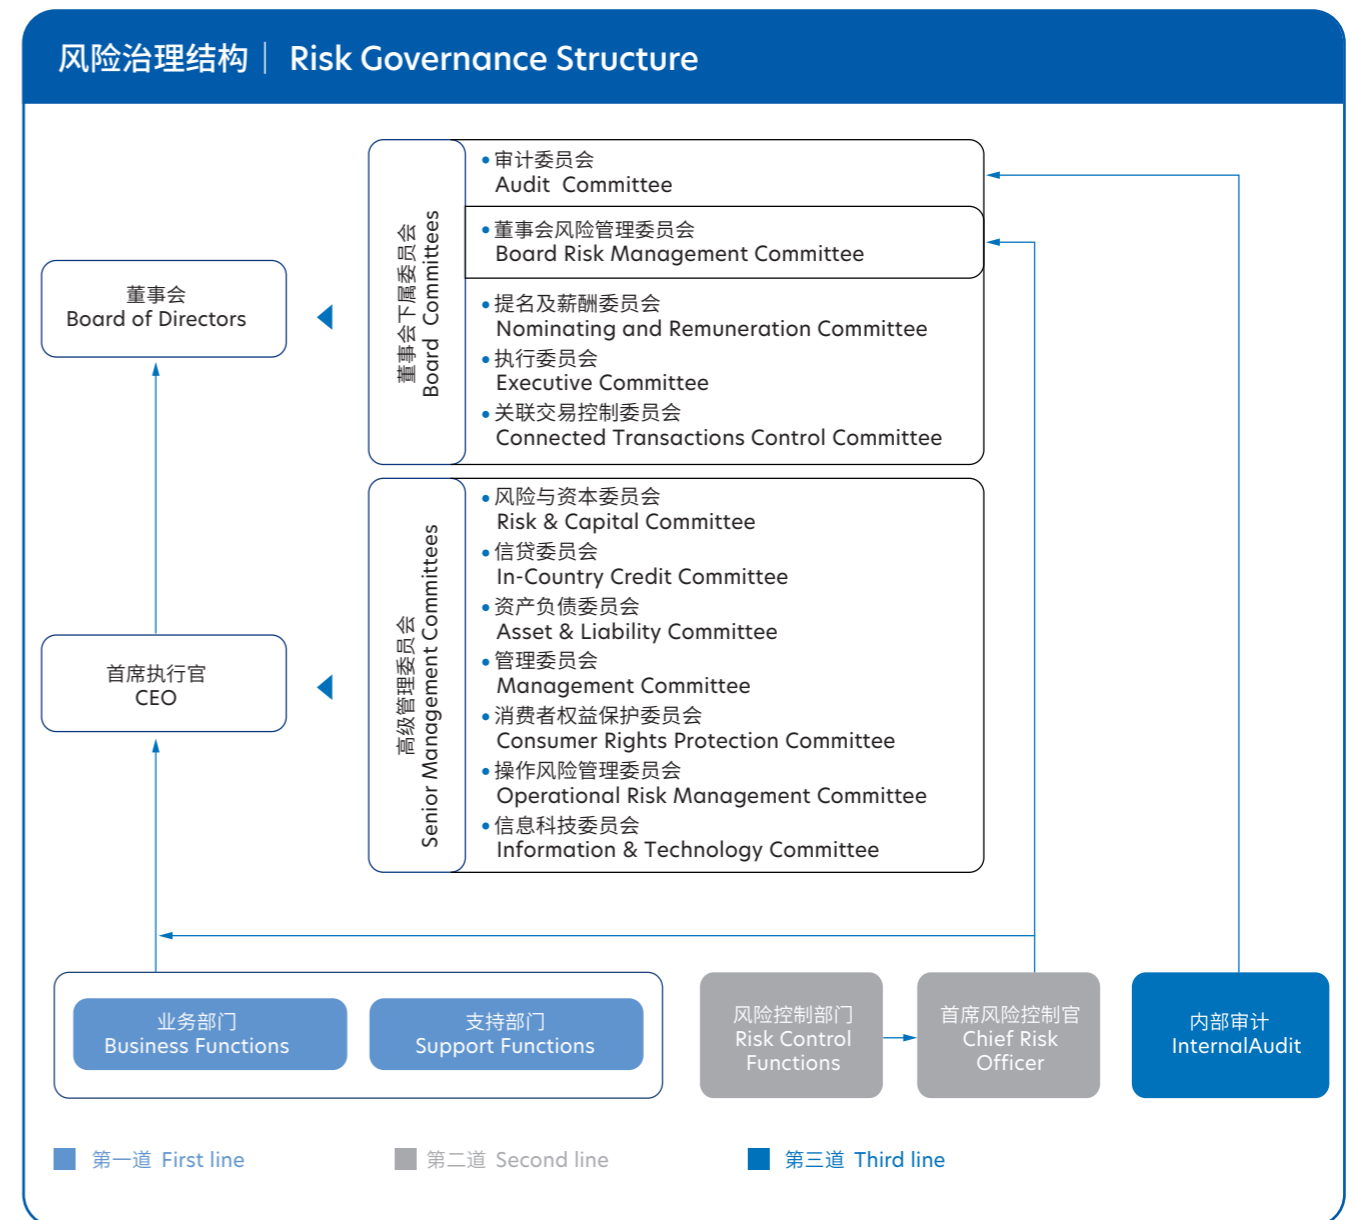 风险治理结构｜ Risk Governance Structure
审计委员会
Audit Committee
董事会风险管理委员会
Board Risk Management Committee
提名及薪酬委员会
Nominating and Remuneration Committee
执行委员会
Executive Committee
关联交易控制委员会
Connected Transactions Control Committee
董事会下属委员会
Board Committees
董事会
Board of Directors
风险与资本委员会
Risk & Capital Committee
信贷委员会
In-Country Credit Committee
资产负债委员会
Asset & Liability Committee
管理委员会
Management Committee
消费者权益保护委员会
Consumer Rights Protection Committee
操作风险管理委员会
Operational Risk Management Committee
信息科技委员会
Information & Technology Committee
高级管理委员会
Senior Management Committees
首席执行官
CEO
业务部门
Business Functions
支持部门
Support Functions
风险控制部门
Risk Control
Functions
首席风险控制官
Chief Risk
Officer
内部审计
InternalAudit
第一道 First line
第二道 Second line
第三道 Third line